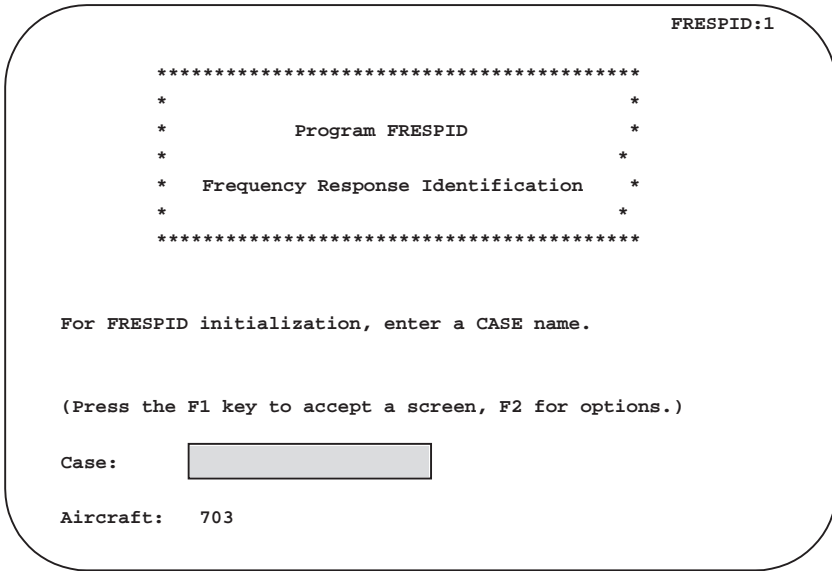 FRESPID:1
******************************************
* *
* Program FRESPID *
* *
* Frequency Response Identification *
* *
******************************************
For FRESPID initialization, enter a CASE name.
(Press the F1 key to accept a screen, F2 for options.)
Case:
Aircraft: 703